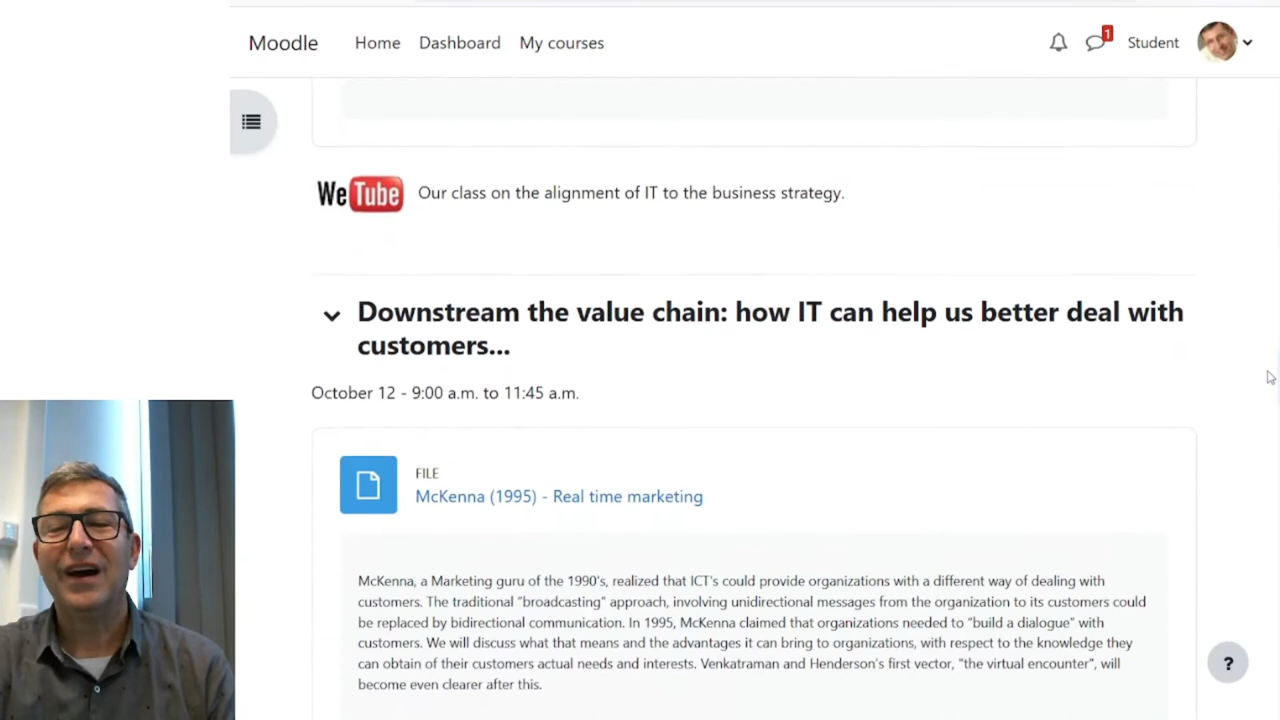 Moodle Home Dashboard My courses 1 Student
We Tube Our class on the alignment of IT to the business strategy.
Downstream the value chain: how IT can help us better deal with
customers...
October 12 - 9:00 a.m. to 11:45 a.m.
FILE
McKenna (1995) - Real time marketing
McKenna, a Marketing guru of the 1990's, realized that ICT's could provide organizations with a different way of dealing with
customers. The traditional "broadcasting" approach, involving unidirectional messages from the organization to its customers could
be replaced by bidirectional communication. In 1995, McKenna claimed that organizations needed to "build a dialogue" with
customers. We will discuss what that means and the advantages it can bring to organizations, with respect to the knowledge they
can obtain of their customers actual needs and interests. Venkatraman and Henderson's first vector, "the virtual encounter", will
become even clearer after this.
?